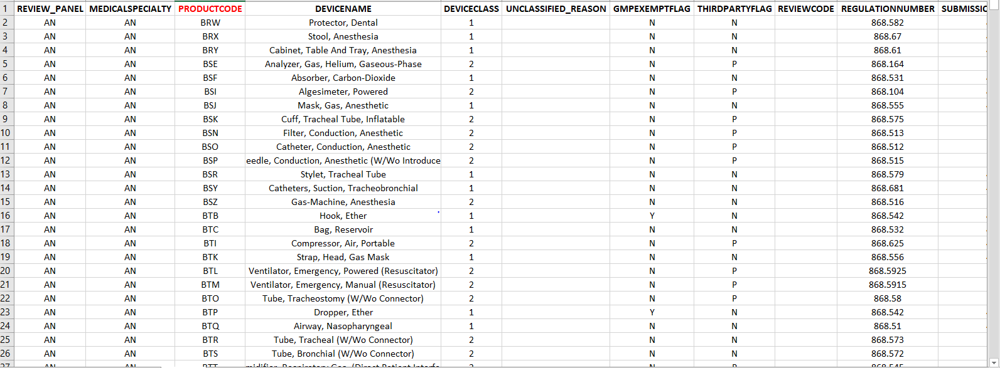 1 REVIEW_PANEL MEDICALSPECIALTY PRODUCTCODE DEVICENAME DEVICECLASS UNCLASSIFIED_REASON GMPEXEMPTFLAG THIRDPARTYFLAG REVIEWCODE REGULATIONNUMBER SUBMISSIO
2 AN AN BRW Protector, Dental 1 N N 868.582
3 AN AN BRX Stool, Anesthesia 1 N N 868.67
4 AN AN BRY Cabinet, Table And Tray, Anesthesia 1 N N 868.61
5 AN AN BSE Analyzer, Gas, Helium, Gaseous-Phase 2 N P 868.164
6 AN AN BSF Absorber, Carbon-Dioxide 1 N N 868.531
7 AN AN BSI Algesimeter, Powered 2 N P 868.104
8 AN AN BSJ Mask, Gas, Anesthetic 1 N N 868.555
9 AN AN BSK Cuff, Tracheal Tube, Inflatable 2 N P 868.575
10 AN AN BSN Filter, Conduction, Anesthetic 2 N P 868.513
11 AN AN BSO Catheter, Conduction, Anesthetic 2 N P 868.512
12 AN AN BSP eedle, Conduction, Anesthetic (W/Wo Introduce 2 N P 868.515
13 AN AN BSR Stylet, Tracheal Tube 1 N N 868.579
14 AN AN BSY Catheters, Suction, Tracheobronchial 1 N N 868.681
15 AN AN BSZ Gas-Machine, Anesthesia 2 N N 868.516
16 AN AN BTB Hook, Ether 1 Y N 868.542
17 AN AN BTC Bag, Reservoir 1 N N 868.532
18 AN AN BTI Compressor, Air, Portable 2 N P 868.625
19 AN AN BTK Strap, Head, Gas Mask 1 N N 868.556
20 AN AN BTL Ventilator, Emergency, Powered (Resuscitator) 2 N P 868.5925
21 AN AN BTM Ventilator, Emergency, Manual (Resuscitator) 2 N P 868.5915
22 AN AN BTO Tube, Tracheostomy (W/Wo Connector) 2 N P 868.58
23 AN AN BTP Dropper, Ether 1 Y N 868.542
24 AN AN BTQ Airway, Nasopharyngeal 1 N N 868.51
25 AN AN BTR Tube, Tracheal (W/Wo Connector) 2 N N 868.573
26 AN AN BTS Tube, Bronchial (W/Wo Connector) 2 N N 868.572
27 AN AN BTT midifier, Respiratory Gas, (Direct Patient Interfa 2 N P 868.545